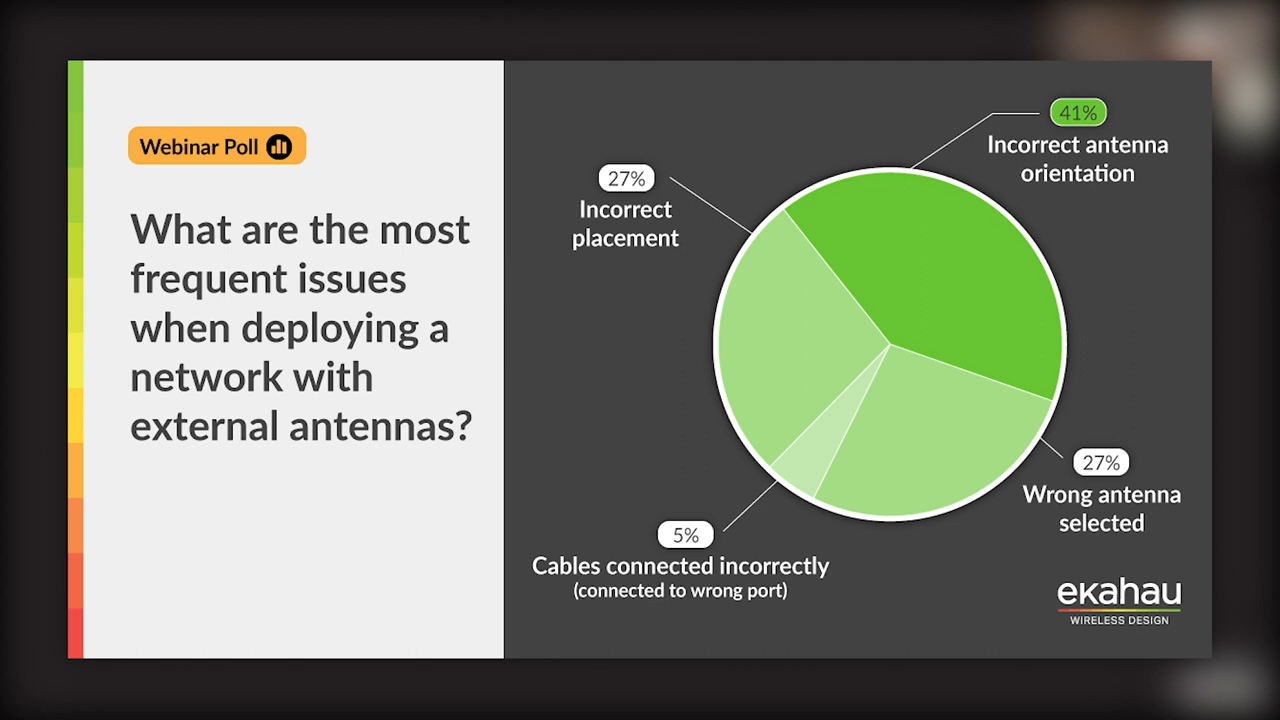 Webinar Poll
What are the most
frequent issues
when deploying a
network with
external antennas?
41%
Incorrect antenna
orientation
27%
Incorrect
placement
27%
Wrong antenna
selected
5%
Cables connected incorrectly
(connected to wrong port)
ekahau
WIRELESS DESIGN